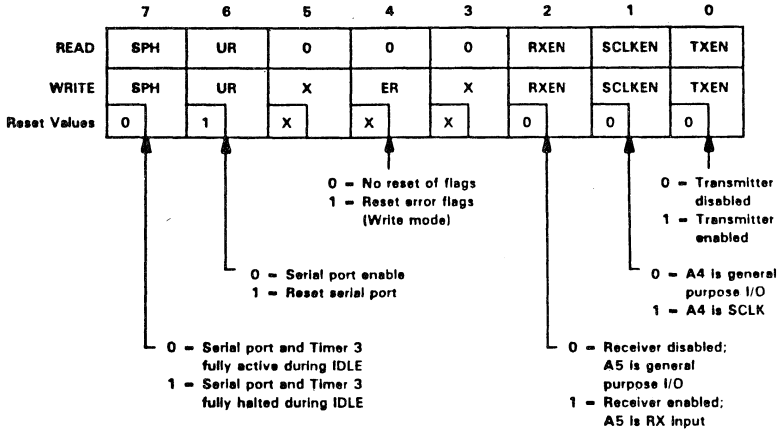 7 6 5 4 3 2 1 0
READ SPH UR 0 0 0 RXEN SCLKEN TXEN
WRITE SPH UR X ER X RXEN SCLKEN TXEN
Reset Values 0 1 X X X 0 0 0
0 = No reset of flags
1 = Reset error flags
(Write mode)
0 = Transmitter
disabled
1 = Transmitter
enabled
0 = Serial port enable
1 = Reset serial port
0 = A4 is general
purpose I/O
1 = A4 is SCLK
0 = Serial port and Timer 3
fully active during IDLE
1 = Serial port and Timer 3
fully halted during IDLE
0 = Receiver disabled;
A5 is general
purpose I/O
1 = Receiver enabled;
A5 is RX Input